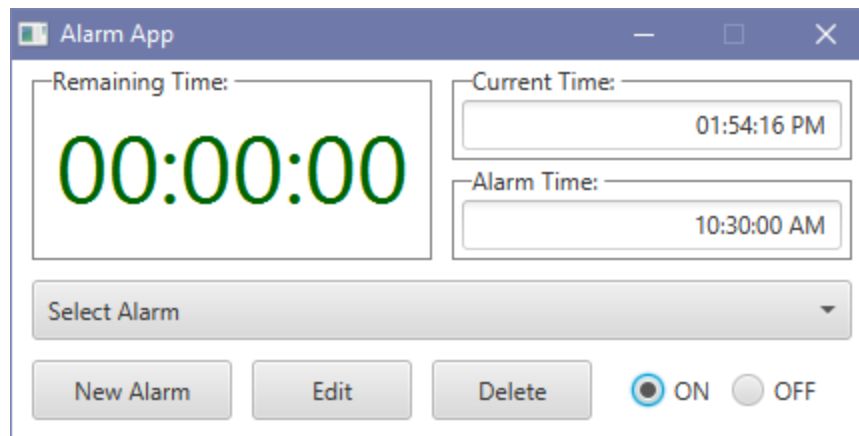 Alarm App
Remaining Time:
00:00:00
Current Time:
01:54:16 PM
Alarm Time:
10:30:00 AM
Select Alarm
New Alarm
Edit
Delete
ON
OFF